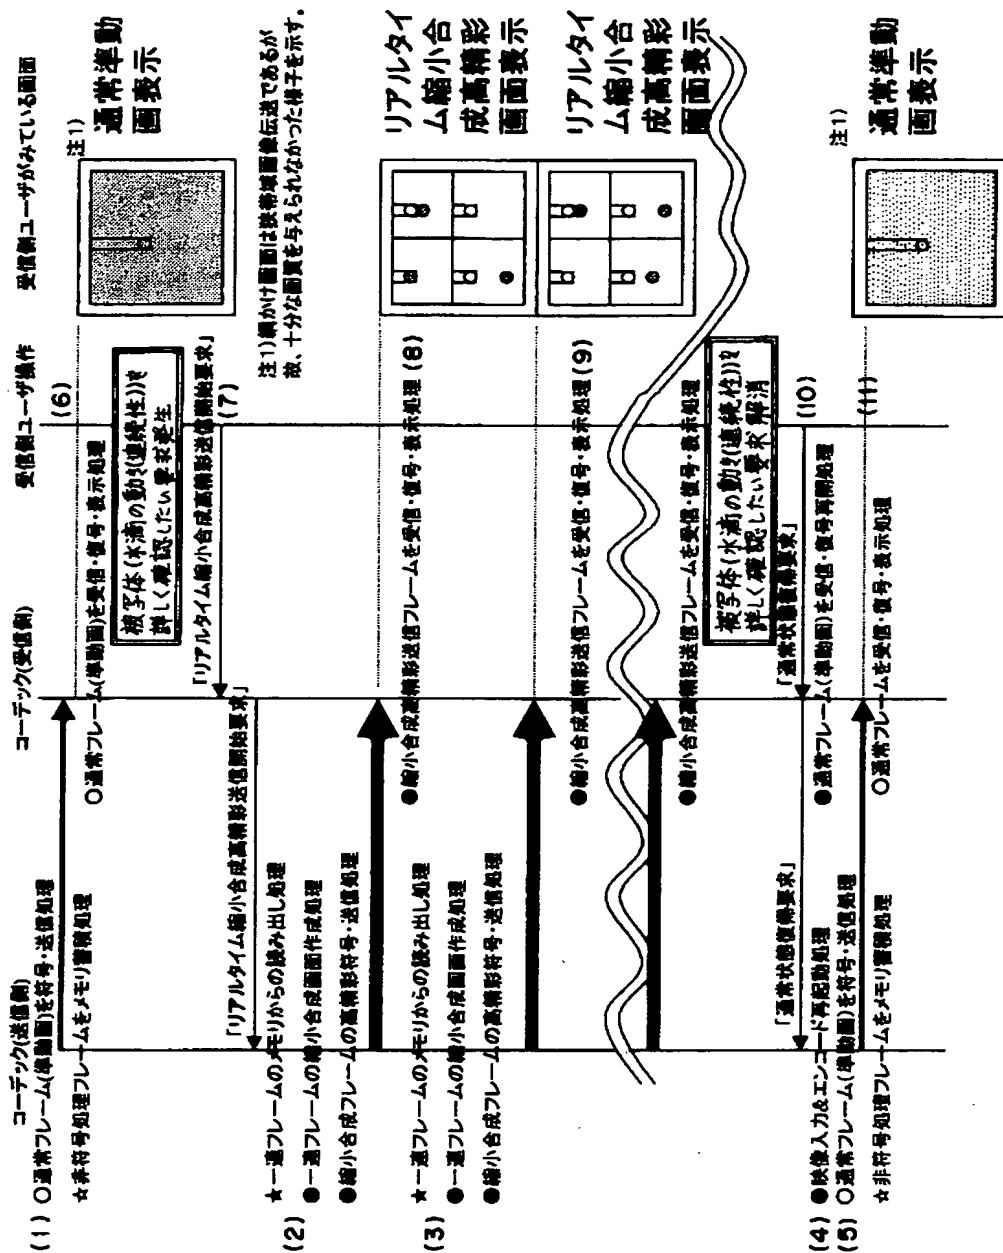 コーデック(送信側)
コーデック(受信側)
受信側ユーザ操作
受信側ユーザがみている画面
(1)
○通常フレーム(準動画)を符号・送信処理
☆非符号処理フレームをメモリ蓄積処理
○通常フレーム(準動画)を受信・復号・表示処理
(6)
注1)
通常準動
画表示
被写体(水滴の動き(連続性))を
詳しく確認したい要求発生
「リアルタイム縮小合成高精彩送信開始要求」
(7)
「リアルタイム縮小合成高精彩送信開始要求」
注1)網かけ画面は狭帯域画像伝送であるが
故、十分な画質を与えられなかった様子を示す。
(2)
★一連フレームのメモリからの読み出し処理
●一連フレームの縮小合成画面作成処理
●縮小合成フレームの高精彩符号・送信処理
●縮小合成高精彩送信フレームを受信・復号・表示処理(8)
リアルタイ
ム縮小合
成高精彩
画面表示
(3)
★一連フレームのメモリからの読み出し処理
●一連フレームの縮小合成画面作成処理
●縮小合成フレームの高精彩符号・送信処理
●縮小合成高精彩送信フレームを受信・復号・表示処理(9)
リアルタイ
ム縮小合
成高精彩
画面表示
●縮小合成高精彩送信フレームを受信・復号・表示処理
被写体(水滴の動き(連続性))を
詳しく確認したい要求解消
「通常状態復帰要求」
(10)
「通常状態復帰要求」
(4)
●映像入力&エンコード再起動処理
●通常フレーム(準動画)を受信・復号再開処理
(5)
○通常フレーム(準動画)を符号・送信処理
☆非符号処理フレームをメモリ蓄積処理
○通常フレームを受信・復号・表示処理
(11)
注1)
通常準動
画表示